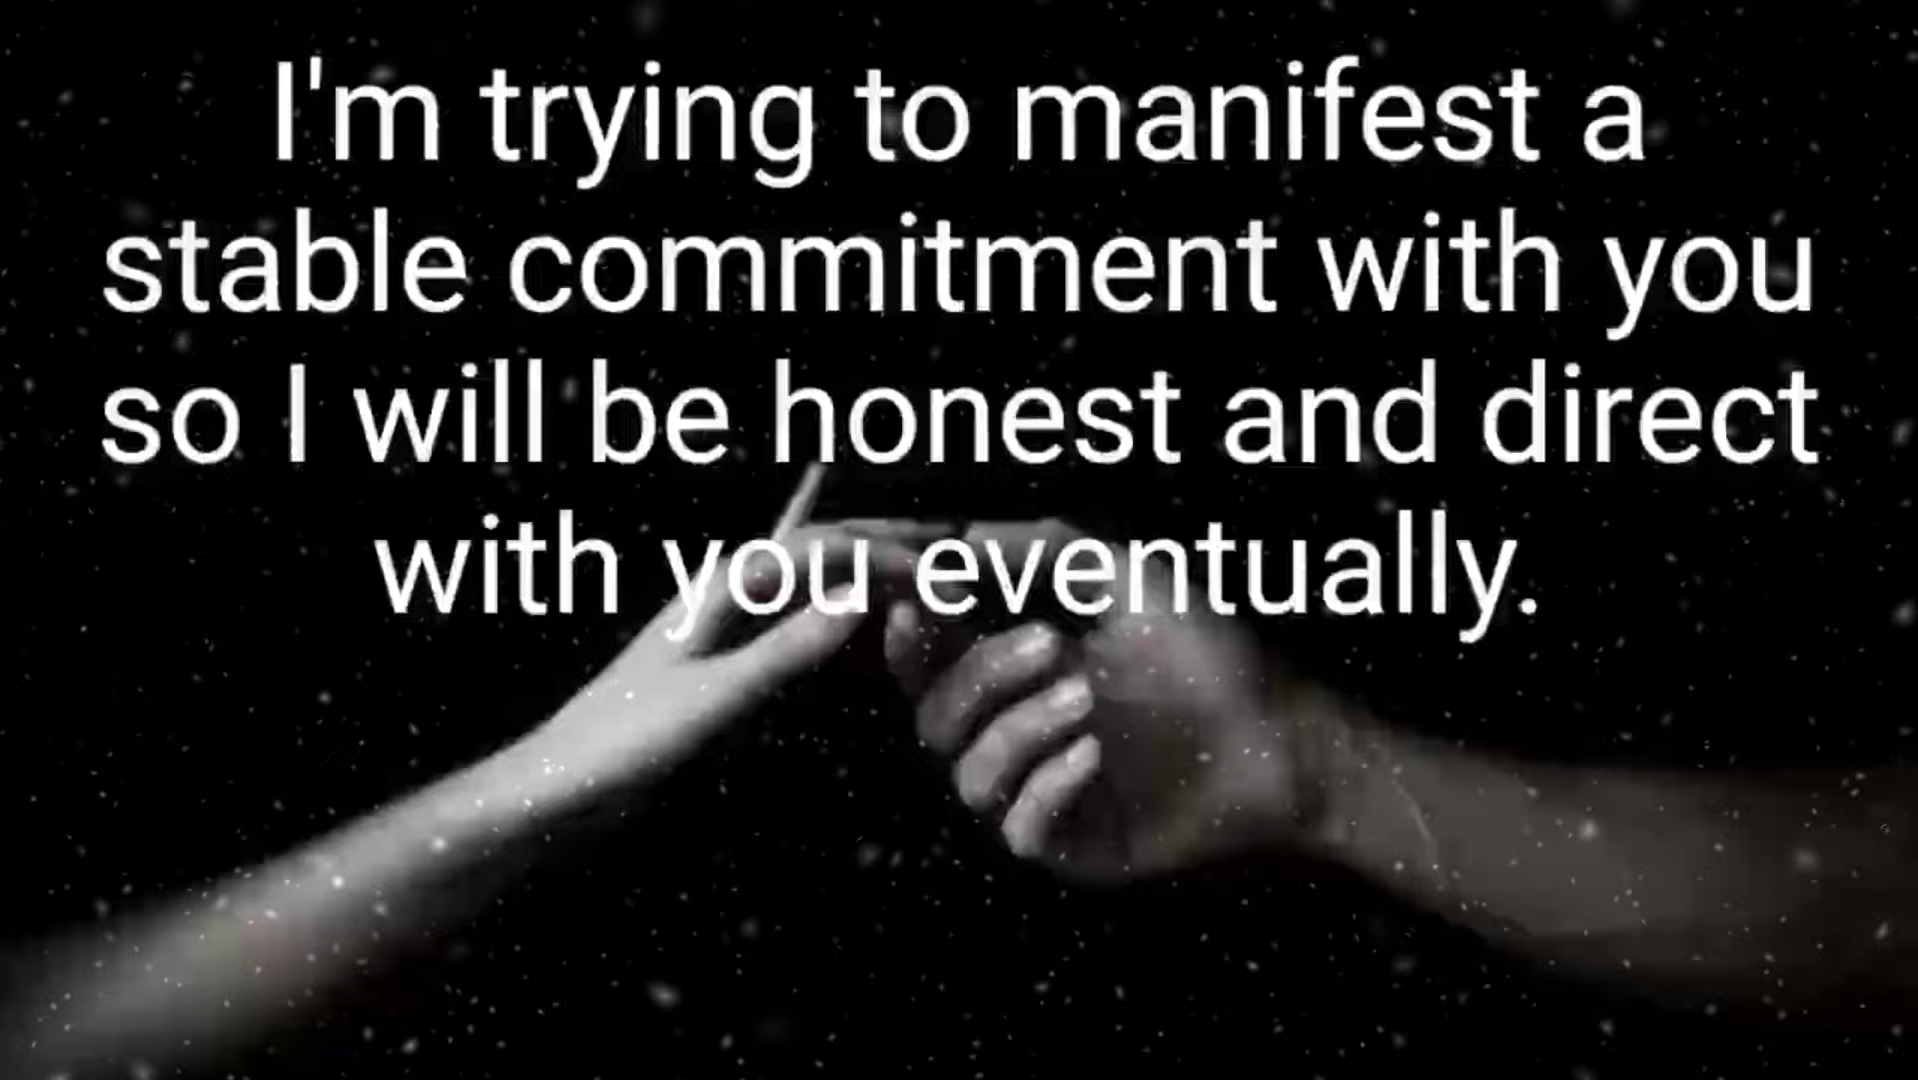 I'm trying to manifest a
stable commitment with you
so I will be honest and direct
with you eventually.